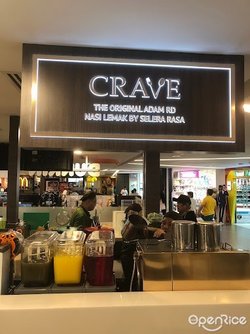 CRAVE
THE ORIGINAL ADAM RD
NASI LEMAK BY SELERA RASA
OpenRice